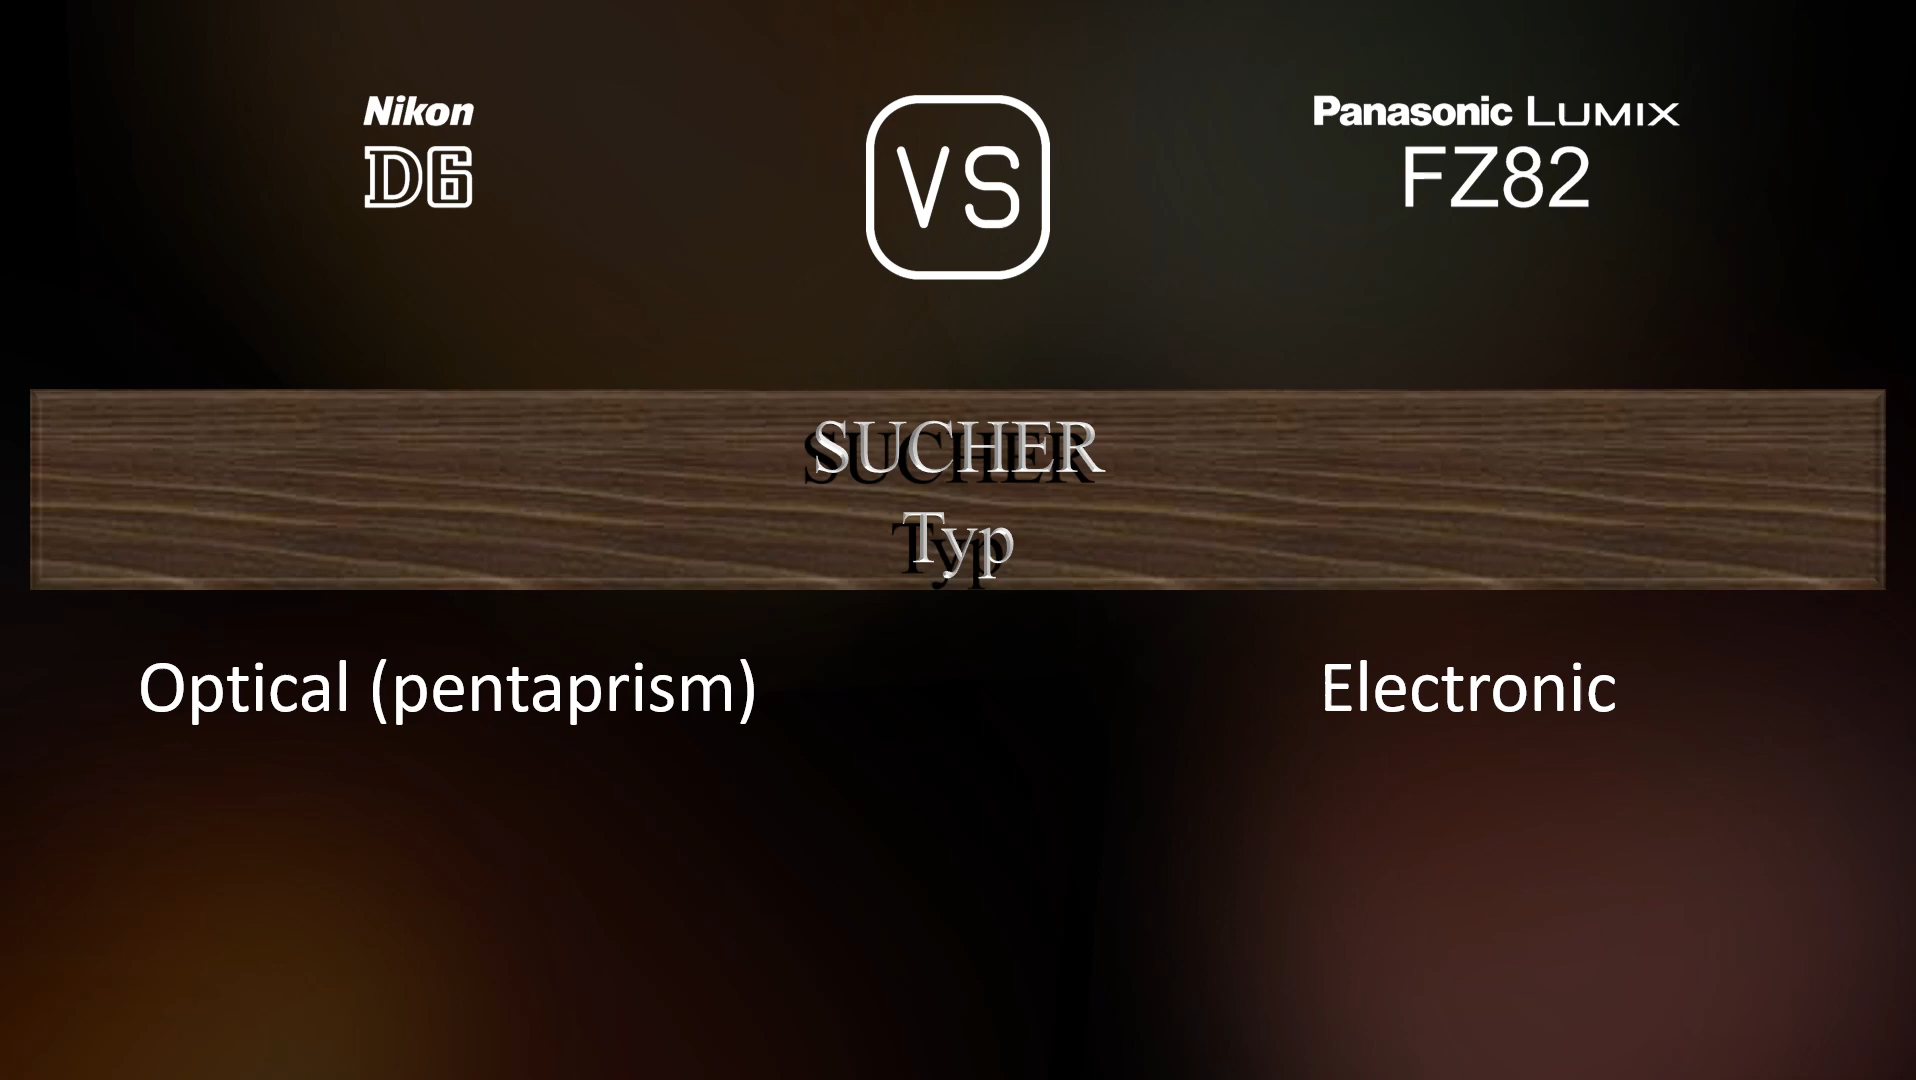 Nikon
D6
VS
Panasonic LUMIX
FZ82
SUCHER
Typ
Optical (pentaprism)
Electronic